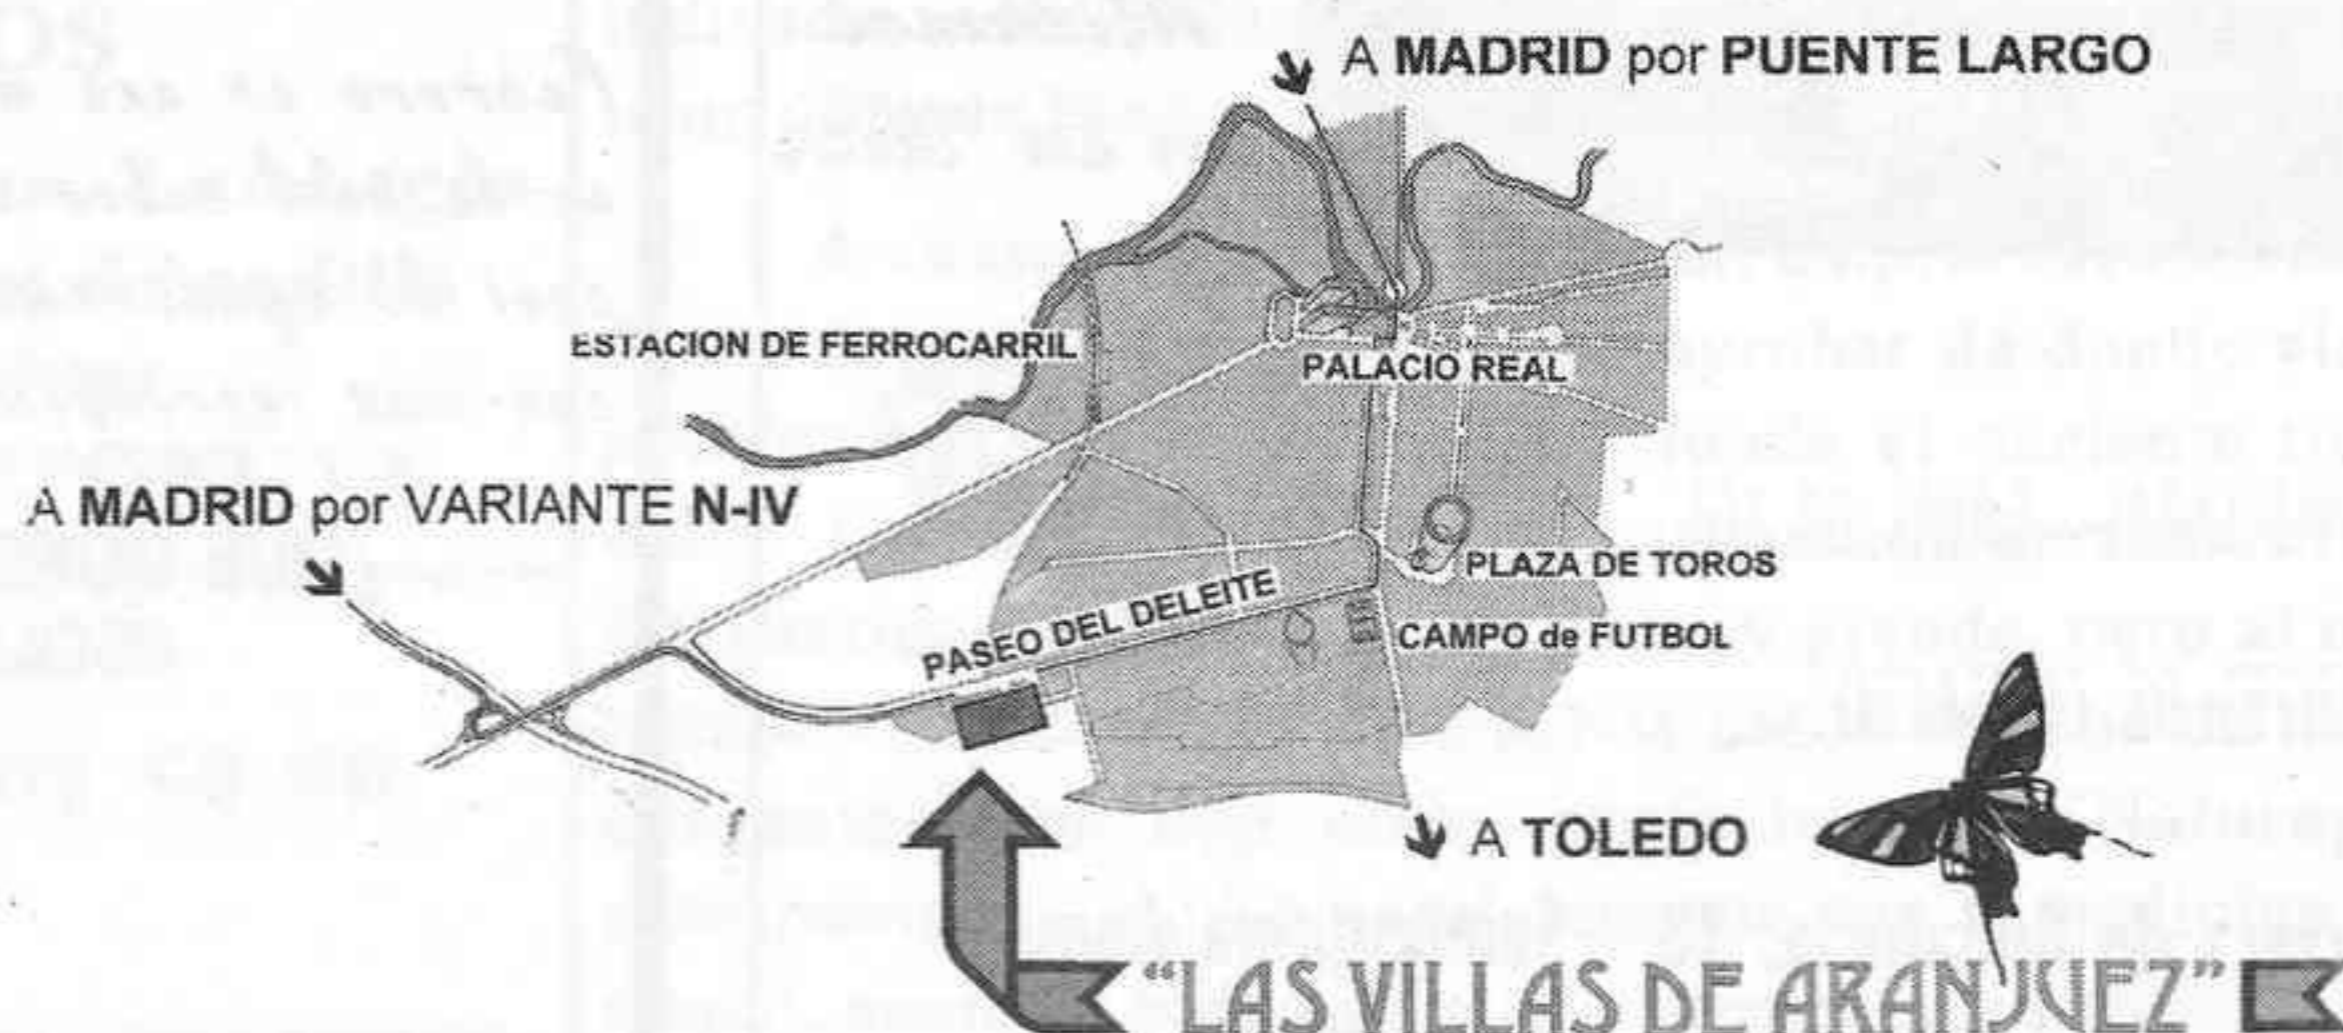 A MADRID por PUENTE LARGO
ESTACION DE FERROCARRIL
PALACIO REAL
A MADRID por VARIANTE N-IV
PLAZA DE TOROS
PASEO DEL DELEITE
CAMPO de FUTBOL
A TOLEDO
“LAS VILLAS DE ARANJUEZ”